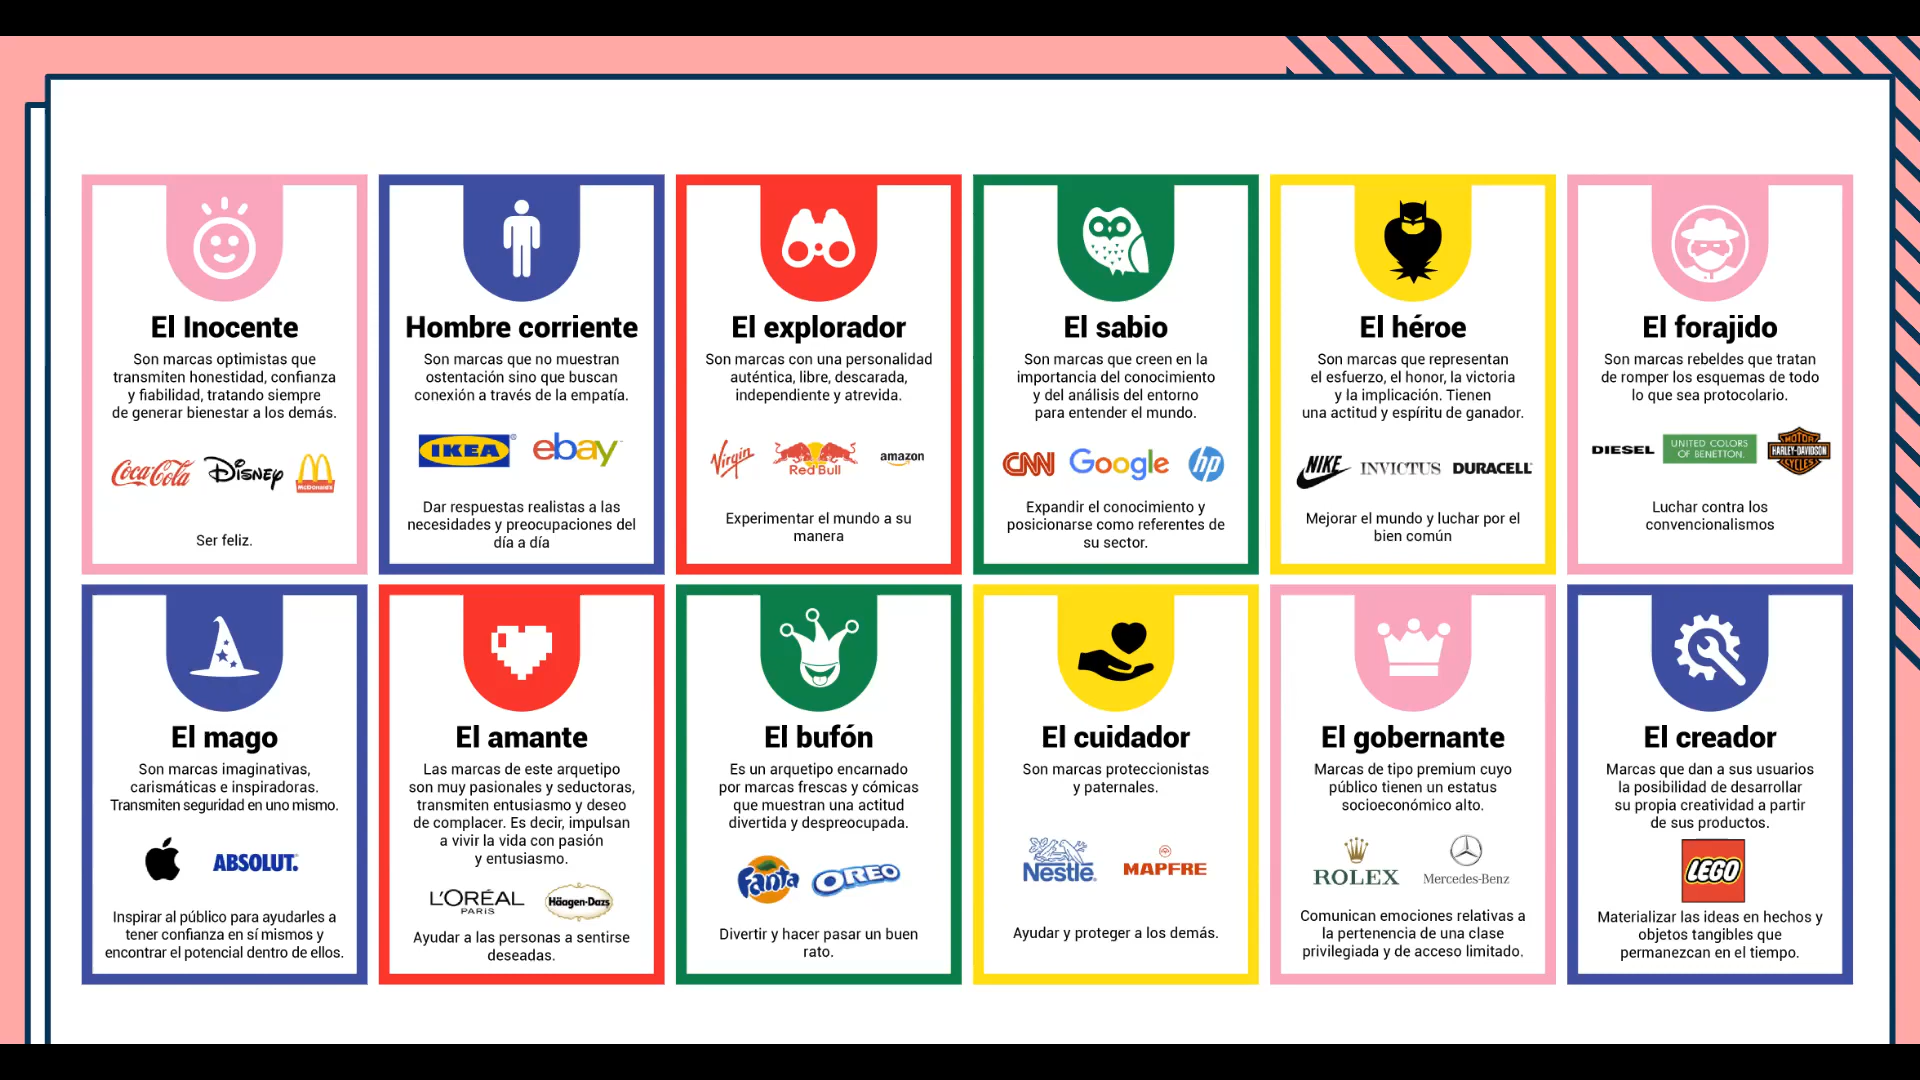 El Inocente
Son marcas optimistas que
transmiten honestidad, confianza
y fiabilidad, tratando siempre
de generar bienestar a los demás.
Coca-Cola
Disney
McDonald's
Ser feliz.
Hombre corriente
Son marcas que no muestran
ostentación sino que buscan
conexión a través de la empatía.
IKEA
ebay
Dar respuestas realistas a las
necesidades y preocupaciones del
día a día
El explorador
Son marcas con una personalidad
auténtica, libre, descarada,
independiente y atrevida.
Virgin
Red Bull
amazon
Experimentar el mundo a su
manera
El sabio
Son marcas que creen en la
importancia del conocimiento
y del análisis del entorno
para entender el mundo.
CNN
Google
hp
Expandir el conocimiento y
posicionarse como referentes de
su sector.
El héroe
Son marcas que representan
el esfuerzo, el honor, la victoria
y la implicación. Tienen
una actitud y espíritu de ganador.
NIKE
INVICTUS
DURACELL
Mejorar el mundo y luchar por el
bien común
El forajido
Son marcas rebeldes que tratan
de romper los esquemas de todo
lo que sea protocolario.
DIESEL
UNITED COLORS
OF BENETTON.
MOTOR
HARLEY-DAVIDSON
CYCLES
Luchar contra los
convencionalismos
El mago
Son marcas imaginativas,
carismáticas e inspiradoras.
Transmiten seguridad en uno mismo.
ABSOLUT.
Inspirar al público para ayudarles a
tener confianza en sí mismos y
encontrar el potencial dentro de ellos.
El amante
Las marcas de este arquetipo
son muy pasionales y seductoras,
transmiten entusiasmo y deseo
de complacer. Es decir, impulsan
a vivir la vida con pasión
y entusiasmo.
L'ORÉAL
PARIS
Häagen-Dazs
Ayudar a las personas a sentirse
deseadas.
El bufón
Es un arquetipo encarnado
por marcas frescas y cómicas
que muestran una actitud
divertida y despreocupada.
Fanta
OREO
Divertir y hacer pasar un buen
rato.
El cuidador
Son marcas proteccionistas
y paternales.
Nestlé
MAPFRE
Ayudar y proteger a los demás.
El gobernante
Marcas de tipo premium cuyo
público tienen un estatus
socioeconómico alto.
ROLEX
Mercedes-Benz
Comunican emociones relativas a
la pertenencia de una clase
privilegiada y de acceso limitado.
El creador
Marcas que dan a sus usuarios
la posibilidad de desarrollar
su propia creatividad a partir
de sus productos.
LEGO
Materializar las ideas en hechos y
objetos tangibles que
permanezcan en el tiempo.